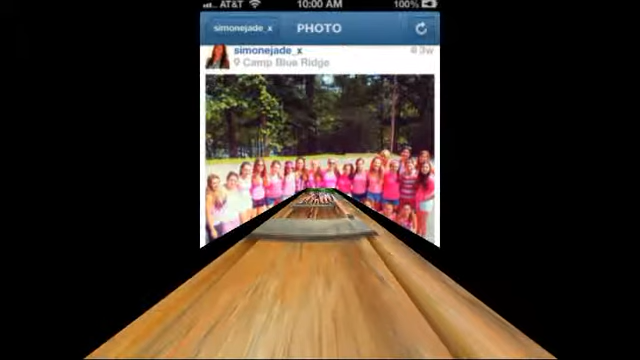 AT&T 10:00 AM 100%
simonejade_x PHOTO
simonejade_x 3w
Camp Blue Ridge